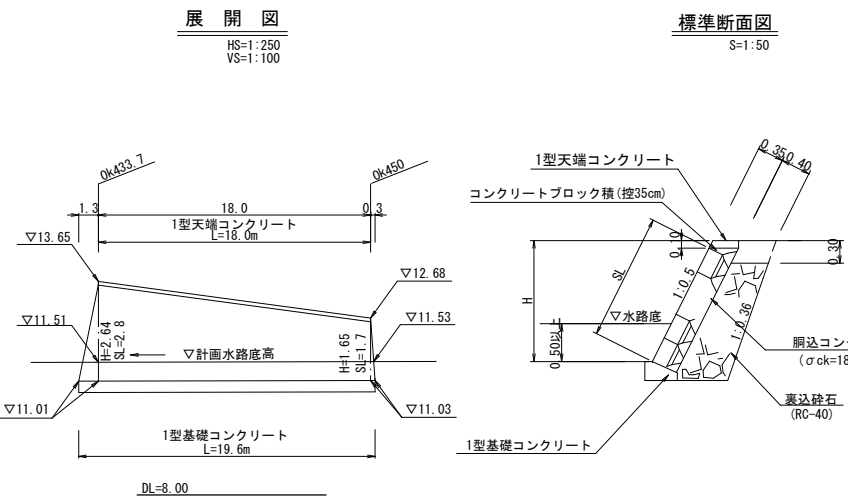 展 開 図
HS=1:250
VS=1:100
標準断面図
S=1:50
0k433.7
0k450
1.3
18.0
0.3
1型天端コンクリート
L=18.0m
▽13.65
▽12.68
▽11.51
▽11.53
H=2.64
SL=2.8
▽計画水路底高
H=1.65
SL=1.7
▽11.01
▽11.03
1型基礎コンクリート
L=19.6m
DL=8.00
0.35
0.40
1型天端コンクリート
コンクリートブロック積(控35cm)
0.10
0.30
SL
H
1:0.5
1:0.36
▽水路底
0.50以上
胴込コンク
(σck=18
裏込砕石
(RC-40)
1型基礎コンクリート